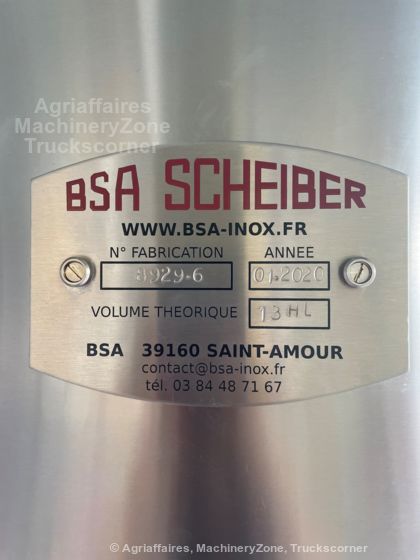 Agriaffaires
MachineryZone
Truckscorner
BSA SCHEIBER
WWW.BSA-INOX.FR
N° FABRICATION ANNEE
8929-6 01.2020
VOLUME THEORIQUE 13HL
BSA 39160 SAINT-AMOUR
contact@bsa-inox.fr
tél. 03 84 48 71 67
© Agriaffaires, MachineryZone, Truckscorner